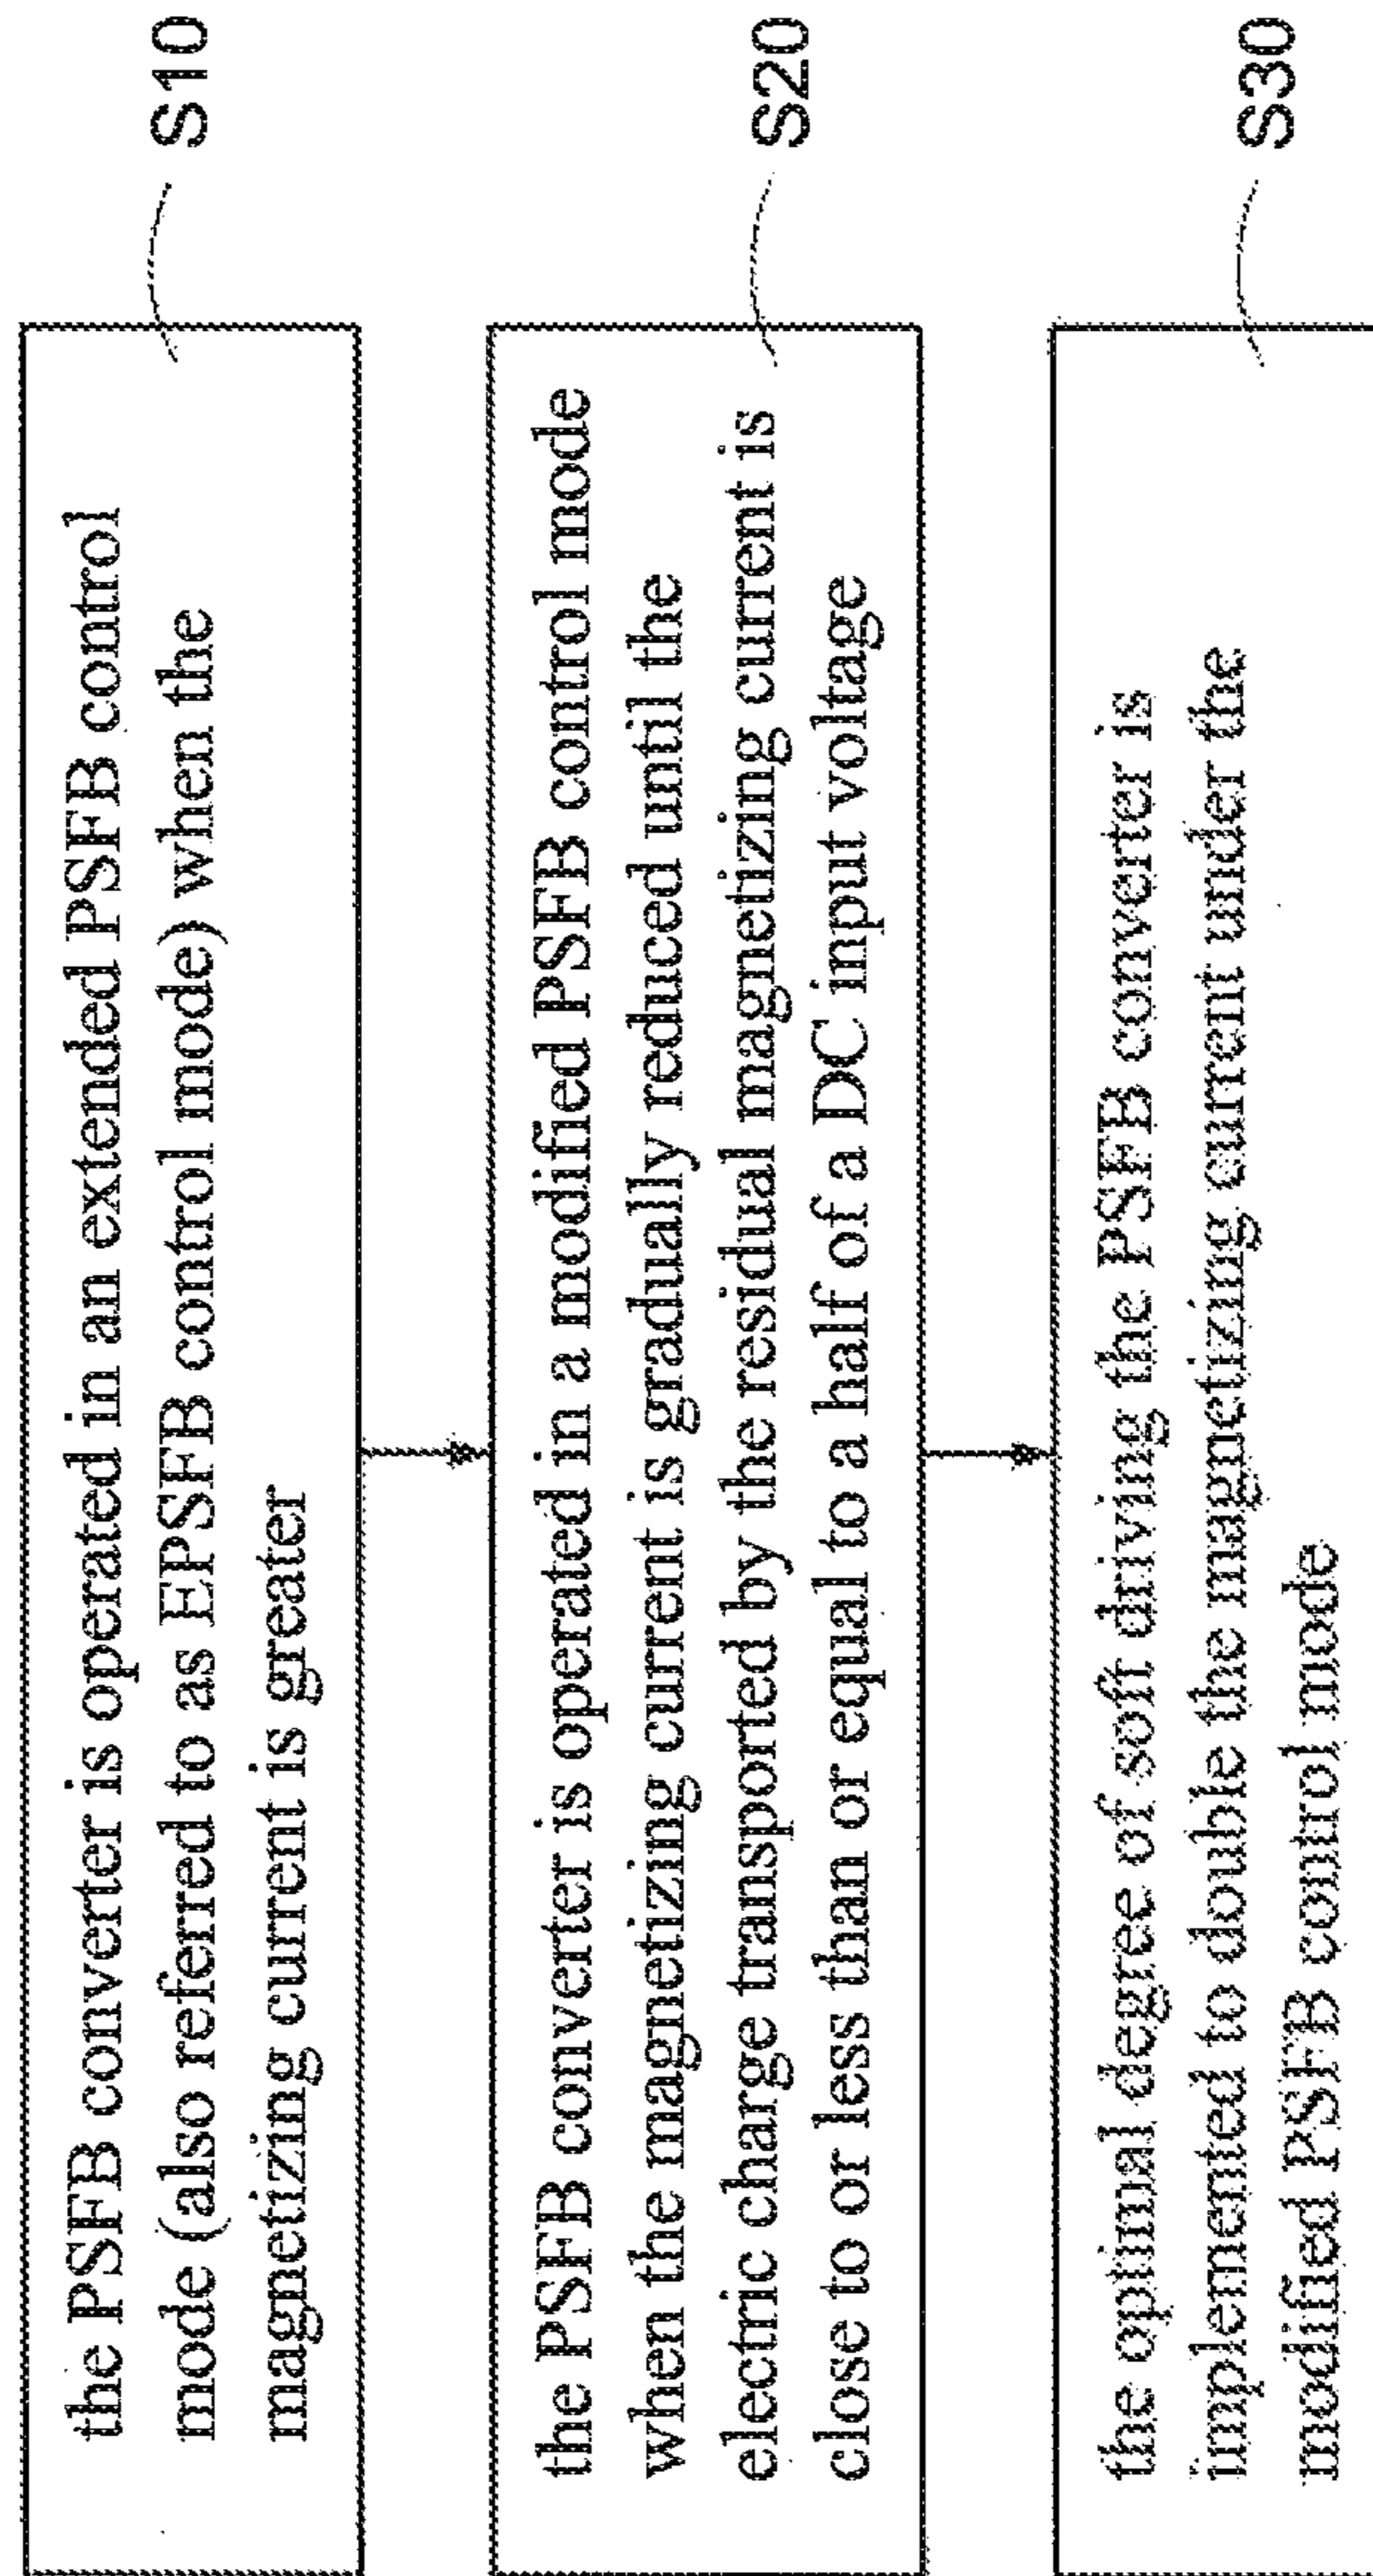 the PSFB converter is operated in an extended PSFB control
mode (also referred to as EPSFB control mode) when the
magnetizing current is greater
S10
the PSFB converter is operated in a modified PSFB control mode
when the magnetizing current is gradually reduced until the
electric charge transported by the residual magnetizing current is
close to or less than or equal to a half of a DC input voltage
S20
the optimal degree of soft driving the PSFB converter is
implemented to double the magnetizing current under the
modified PSFB control mode
S30